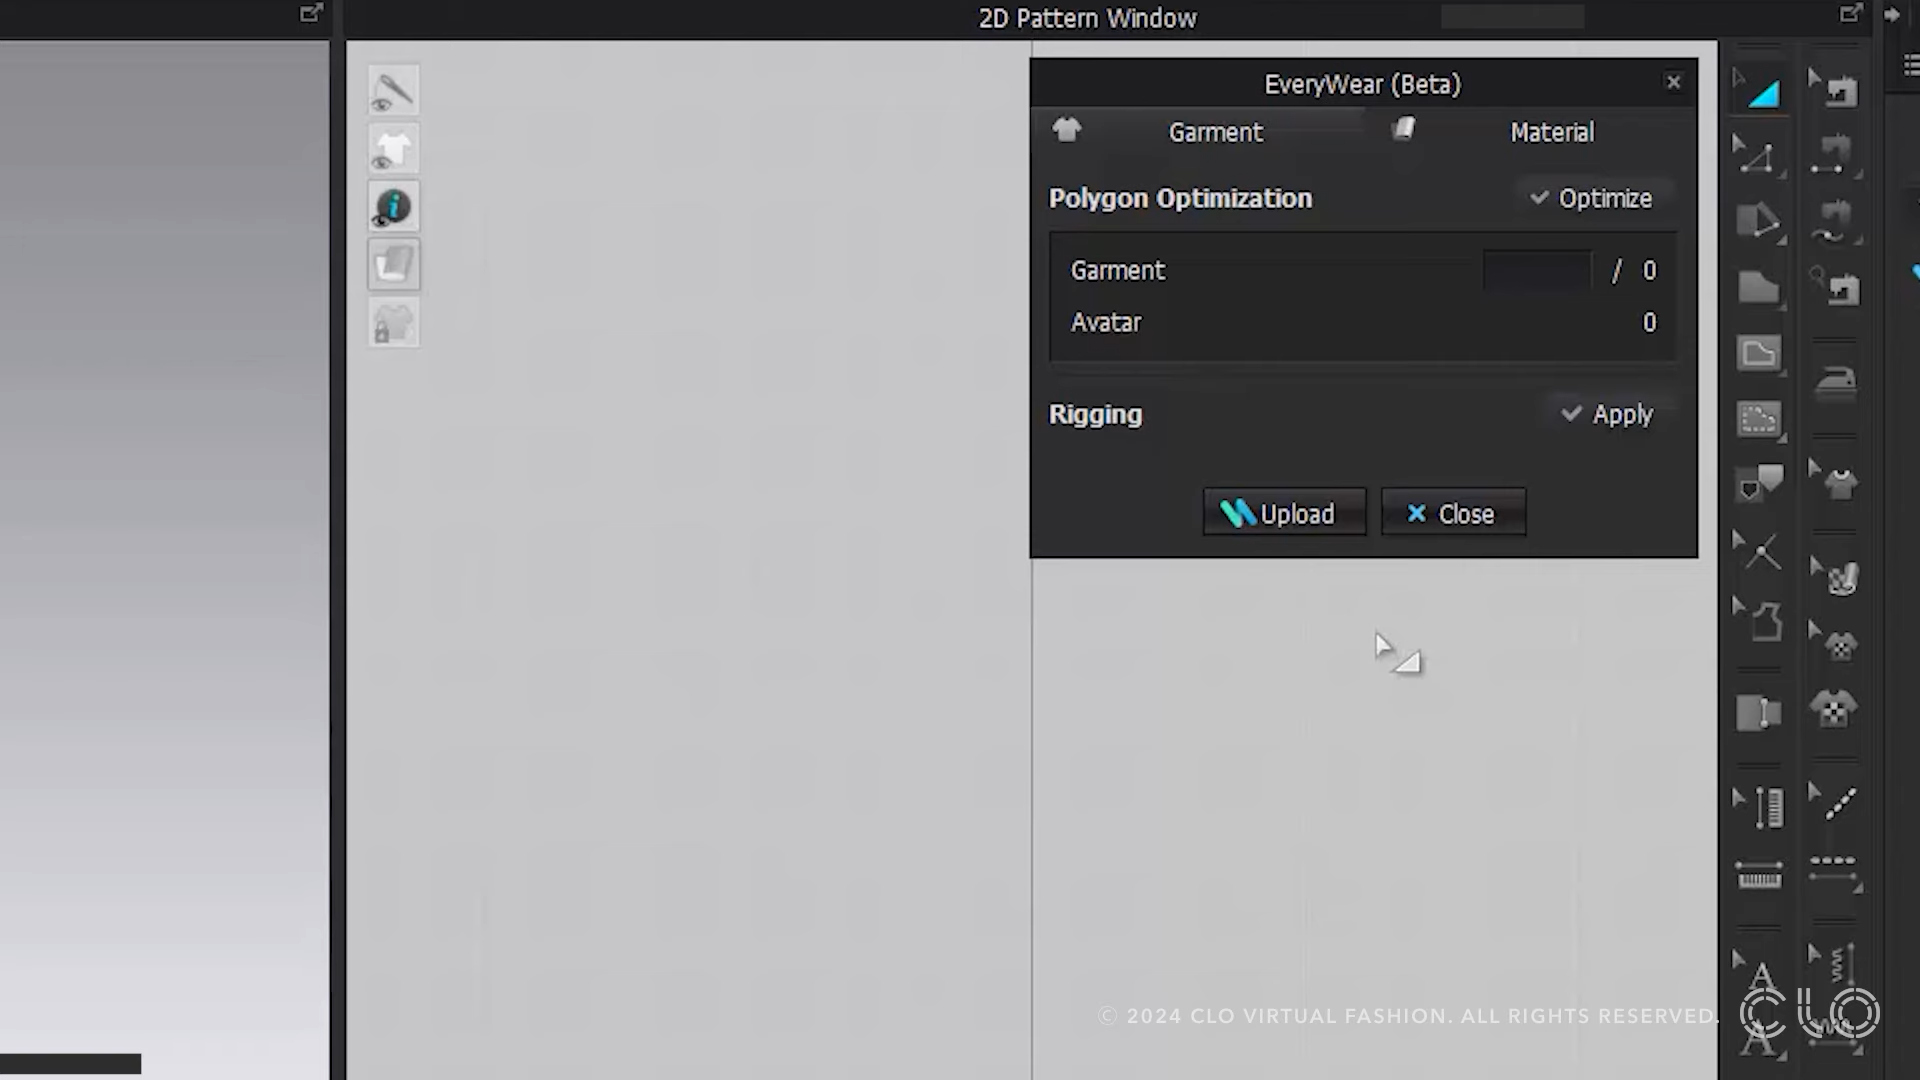 2D Pattern Window
EveryWear (Beta)
Garment
Material
Polygon Optimization
Optimize
Garment
/ 0
Avatar
0
Rigging
Apply
Upload
Close
© 2024 CLO VIRTUAL FASHION. ALL RIGHTS RESERVED.
CLO